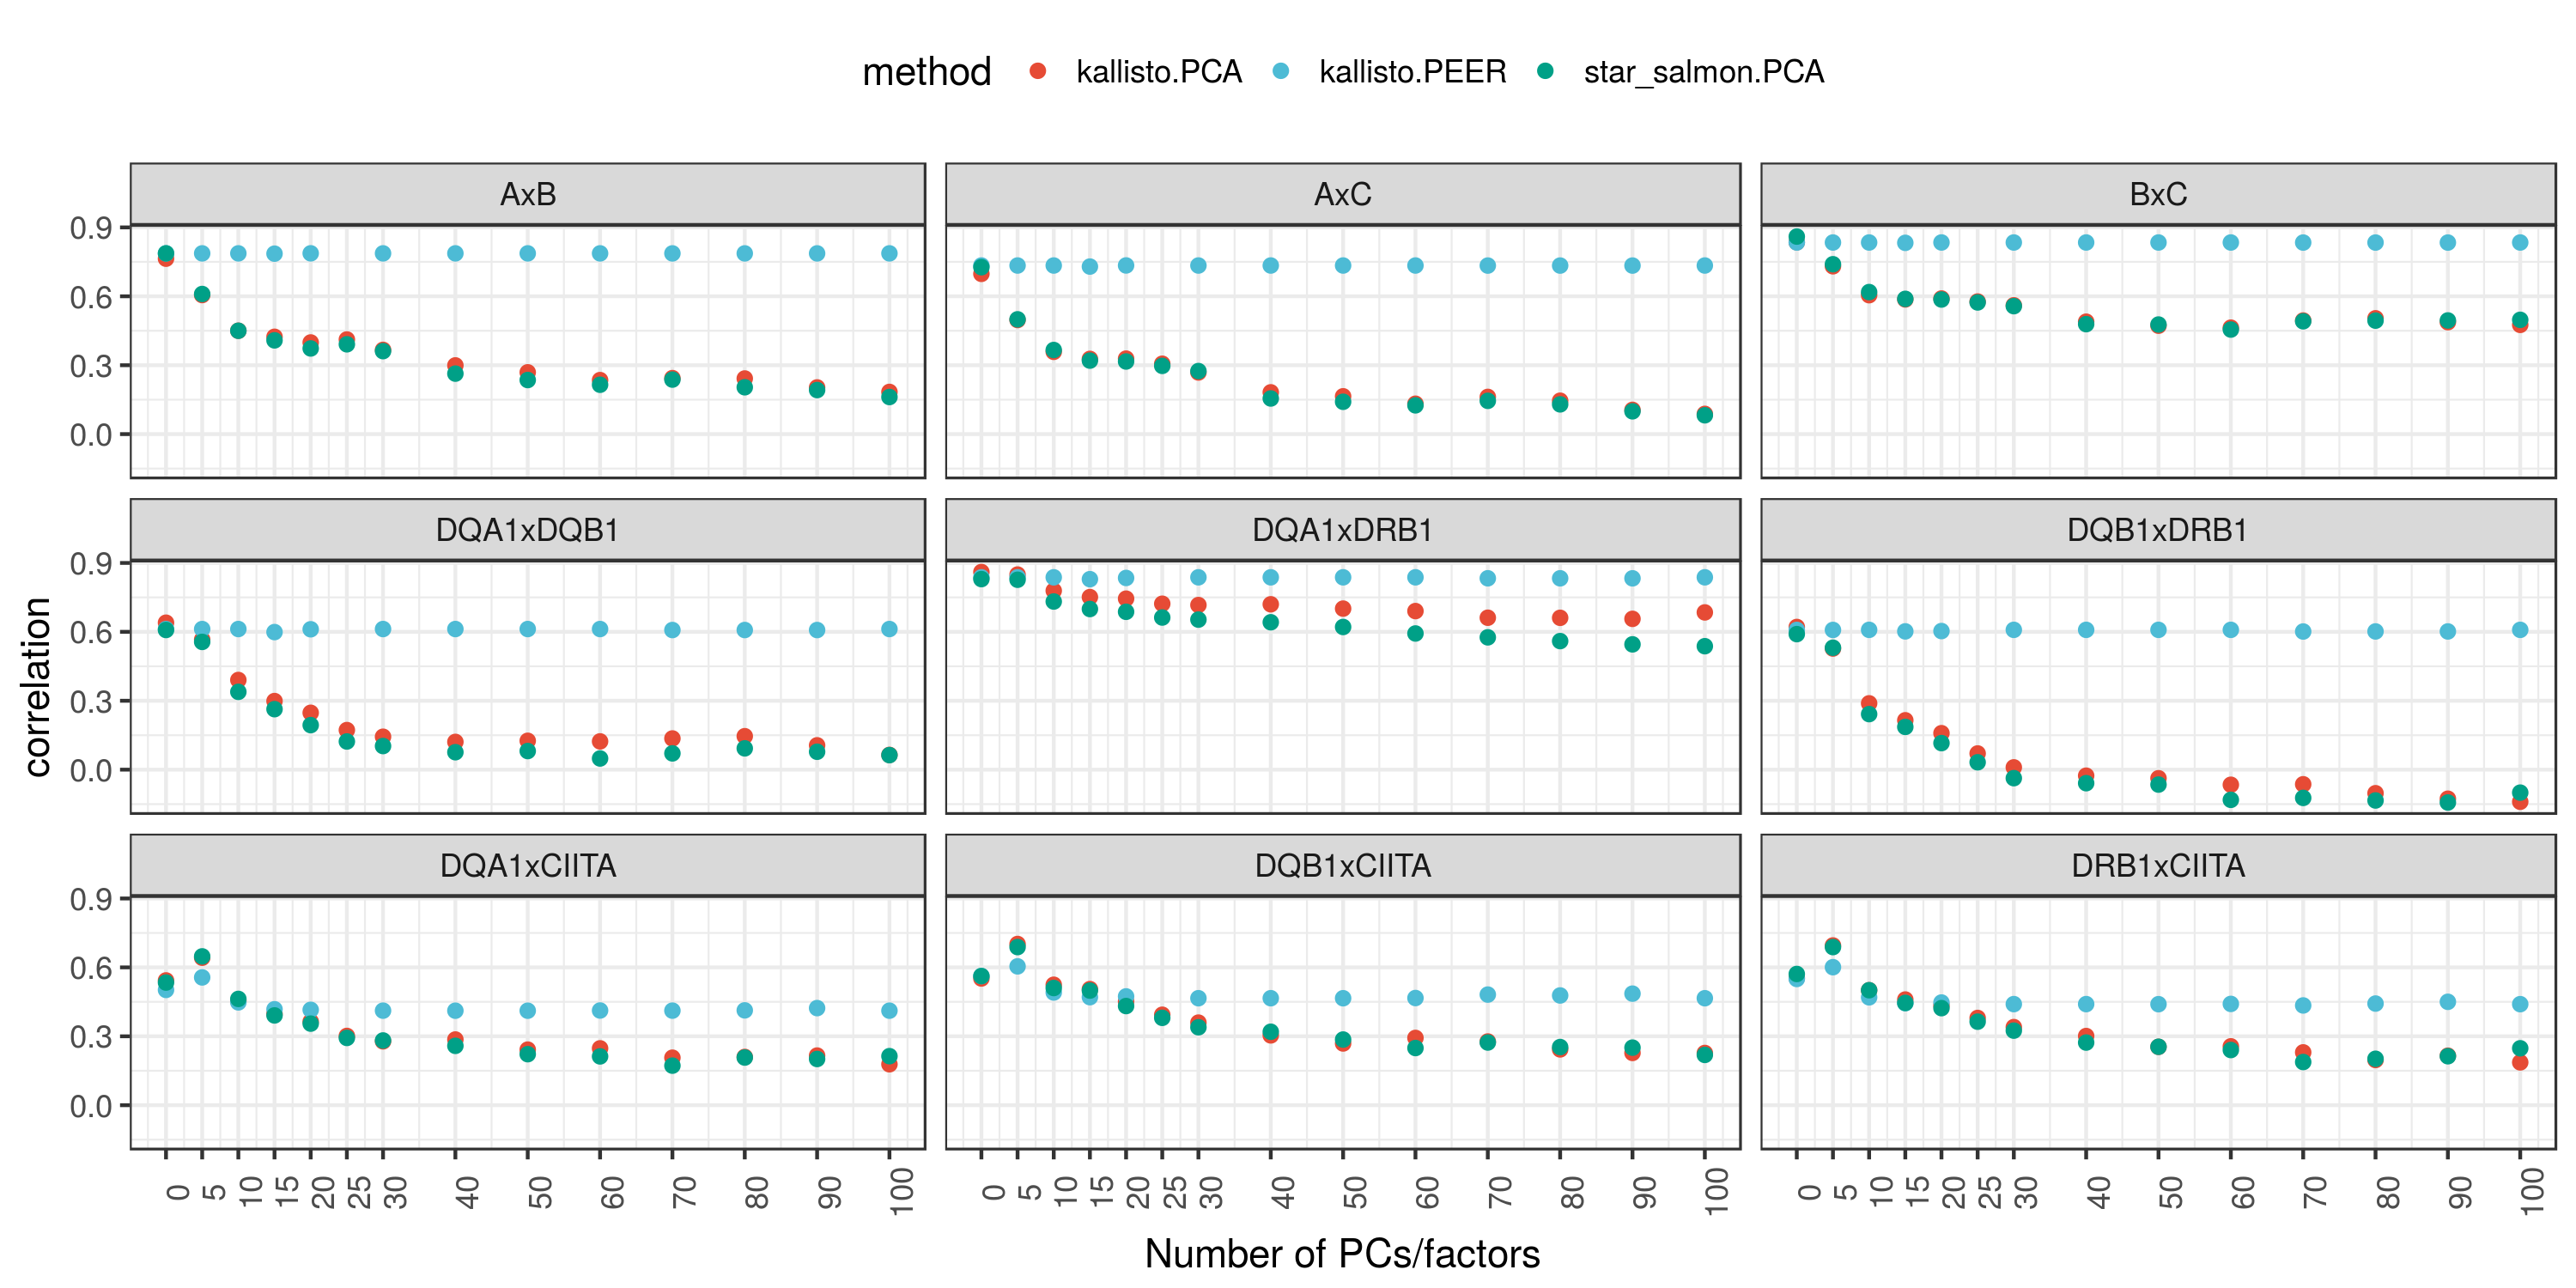 method kallisto.PCA kallisto.PEER star_salmon.PCA
AxB AxC BxC
0.9
0.6
0.3
0.0
DQA1xDQB1 DQA1xDRB1 DQB1xDRB1
0.9
0.6
0.3
0.0
correlation
DQA1xCIITA DQB1xCIITA DRB1xCIITA
0.9
0.6
0.3
0.0
0 5 10 15 20 25 30 40 50 60 70 80 90 100 0 5 10 15 20 25 30 40 50 60 70 80 90 100 0 5 10 15 20 25 30 40 50 60 70 80 90 100
Number of PCs/factors